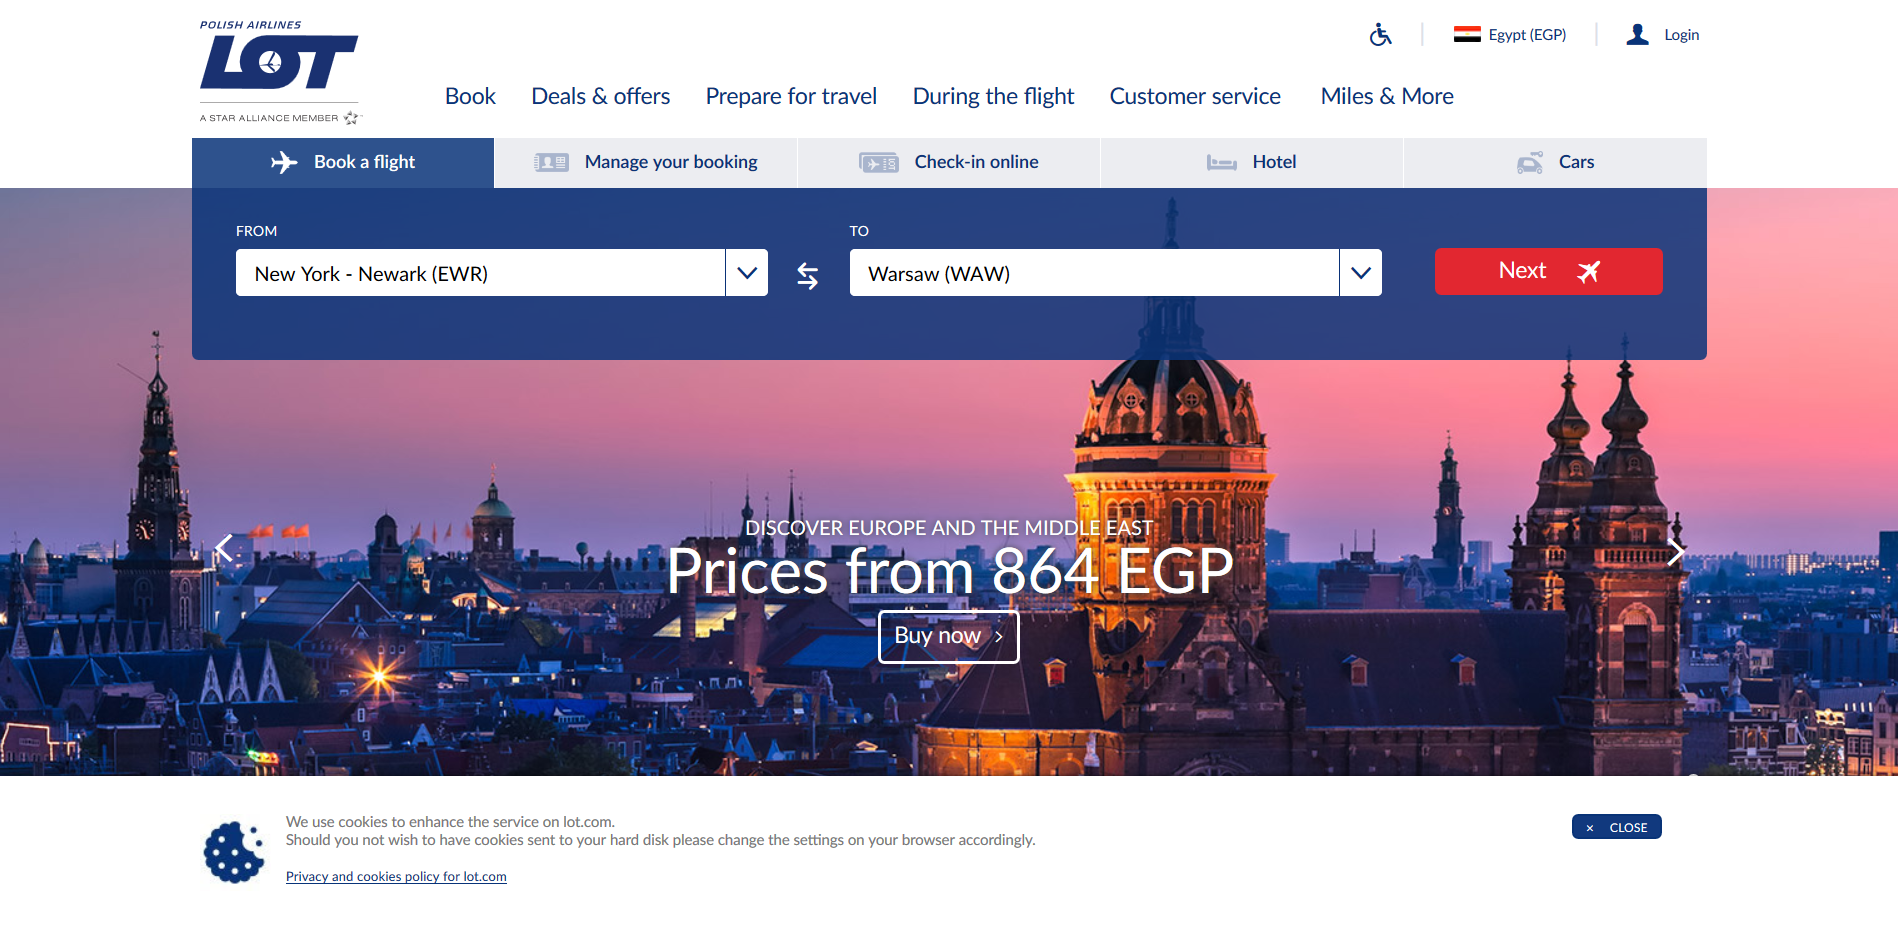 POLISH AIRLINES
LOT
A STAR ALLIANCE MEMBER
Egypt (EGP)
Login
Book
Deals & offers
Prepare for travel
During the flight
Customer service
Miles & More
Book a flight
Manage your booking
Check-in online
Hotel
Cars
FROM
TO
New York - Newark (EWR)
Warsaw (WAW)
Next
DISCOVER EUROPE AND THE MIDDLE EAST
Prices from 864 EGP
Buy now
We use cookies to enhance the service on lot.com.
Should you not wish to have cookies sent to your hard disk please change the settings on your browser accordingly.
Privacy and cookies policy for lot.com
× CLOSE